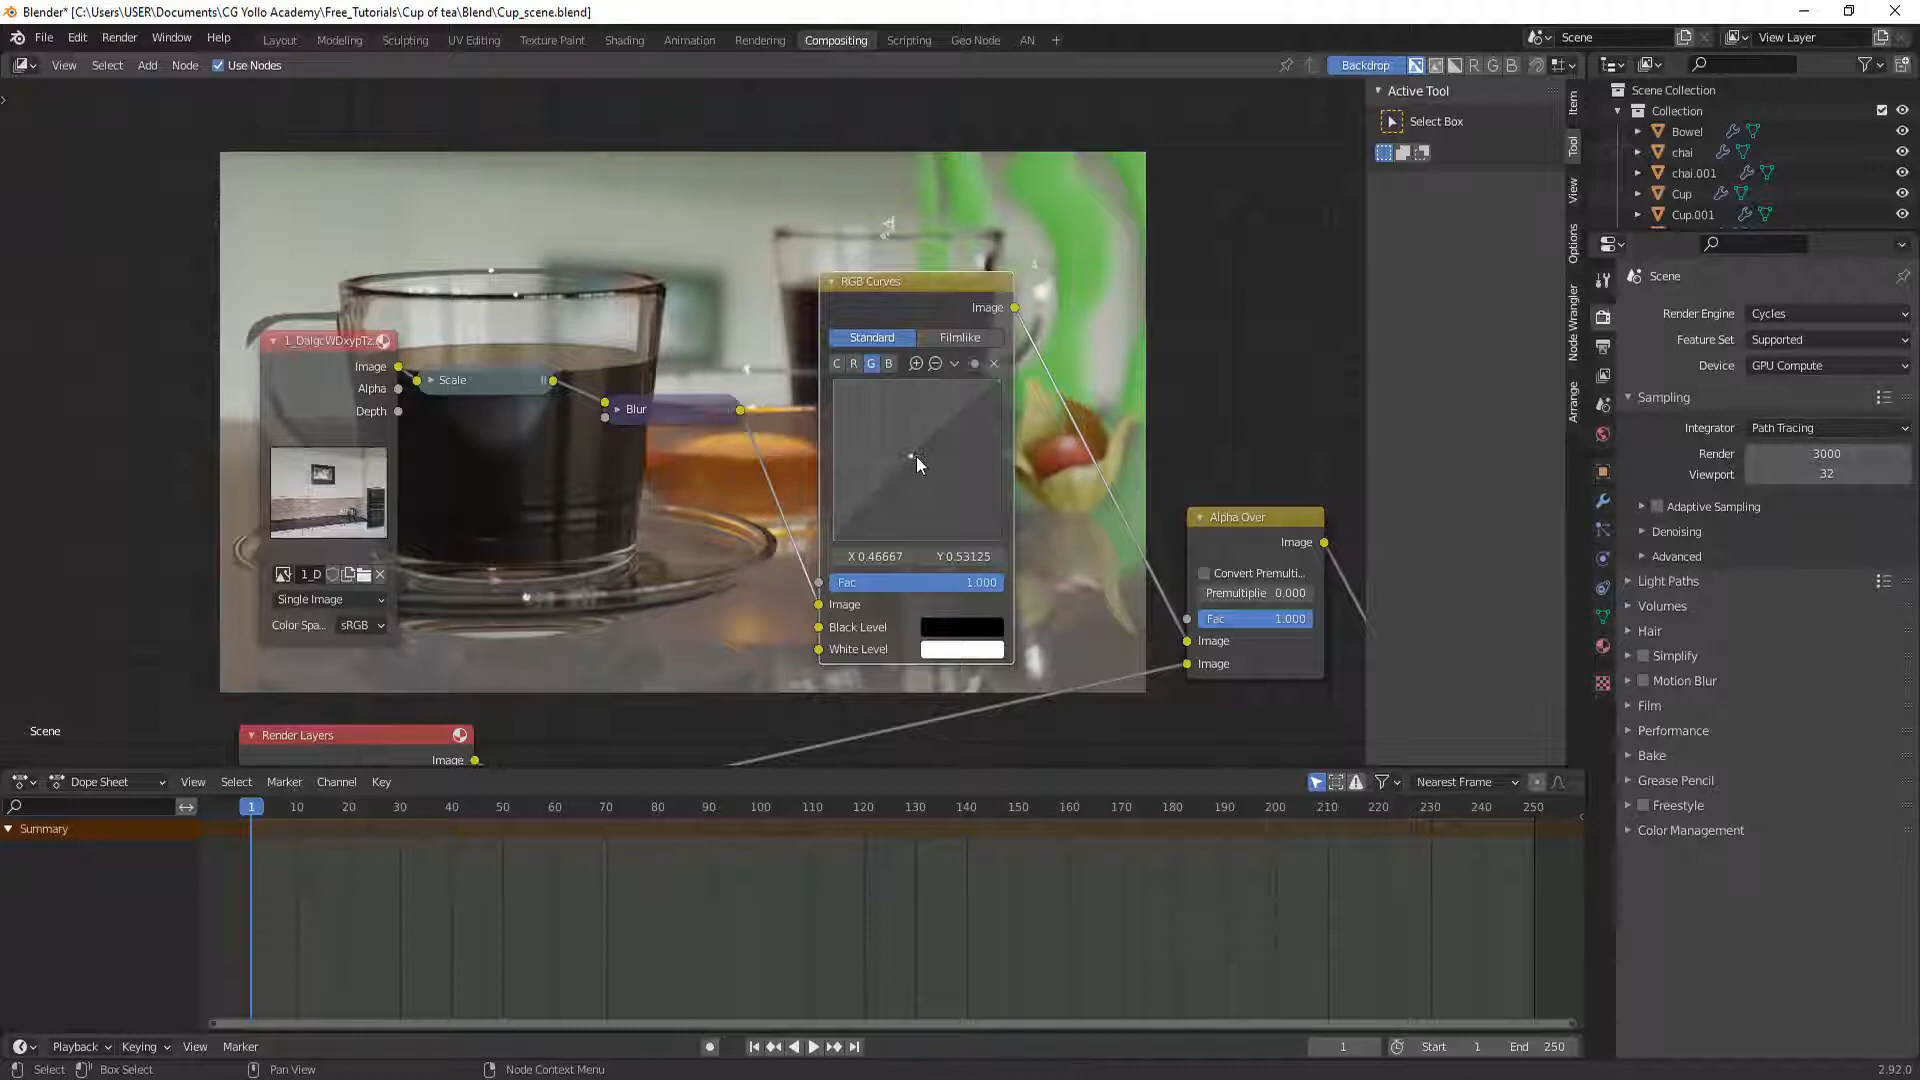 Blender* [C:\Users\USER\Documents\CG Yollo Academy\Free_Tutorials\Cup of tea\Blend\Cup_scene.blend]
File Edit Render Window Help
Layout Modeling Sculpting UV Editing Texture Paint Shading Animation Rendering Compositing Scripting Geo Node AN +
Scene View Layer
View Select Add Node Use Nodes
Backdrop R G B
Active Tool
Select Box
Item
Tool
View
Options
Node Wrangler
Arrange
Scene Collection
Collection
Bowel
chai
chai.001
Cup
Cup.001
Scene
Render Engine Cycles
Feature Set Supported
Device GPU Compute
Sampling
Integrator Path Tracing
Render 3000
Viewport 32
Adaptive Sampling
Denoising
Advanced
Light Paths
Volumes
Hair
Simplify
Motion Blur
Film
Performance
Bake
Grease Pencil
Freestyle
Color Management
1_DalgcWDxypTz...
Image
Alpha
Depth
1_D
Single Image
Color Spa... sRGB
Scale
Blur
RGB Curves
Image
Standard Filmlike
C R G B
X 0.46667 Y 0.53125
Fac 1.000
Image
Black Level
White Level
Alpha Over
Image
Convert Premulti...
Premultiplie 0.000
Fac 1.000
Image
Image
Scene
Render Layers
Image
Dope Sheet View Select Marker Channel Key
Nearest Frame
1 10 20 30 40 50 60 70 80 90 100 110 120 130 140 150 160 170 180 190 200 210 220 230 240 250
Summary
Playback Keying View Marker
1 Start 1 End 250
Select Box Select Pan View Node Context Menu
2.92.0